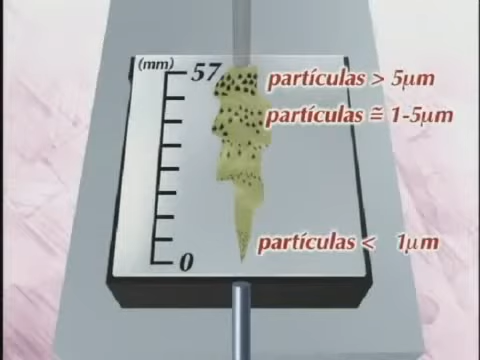 (mm)
57
partículas > 5μm
partículas ≅ 1-5μm
partículas < 1μm
0